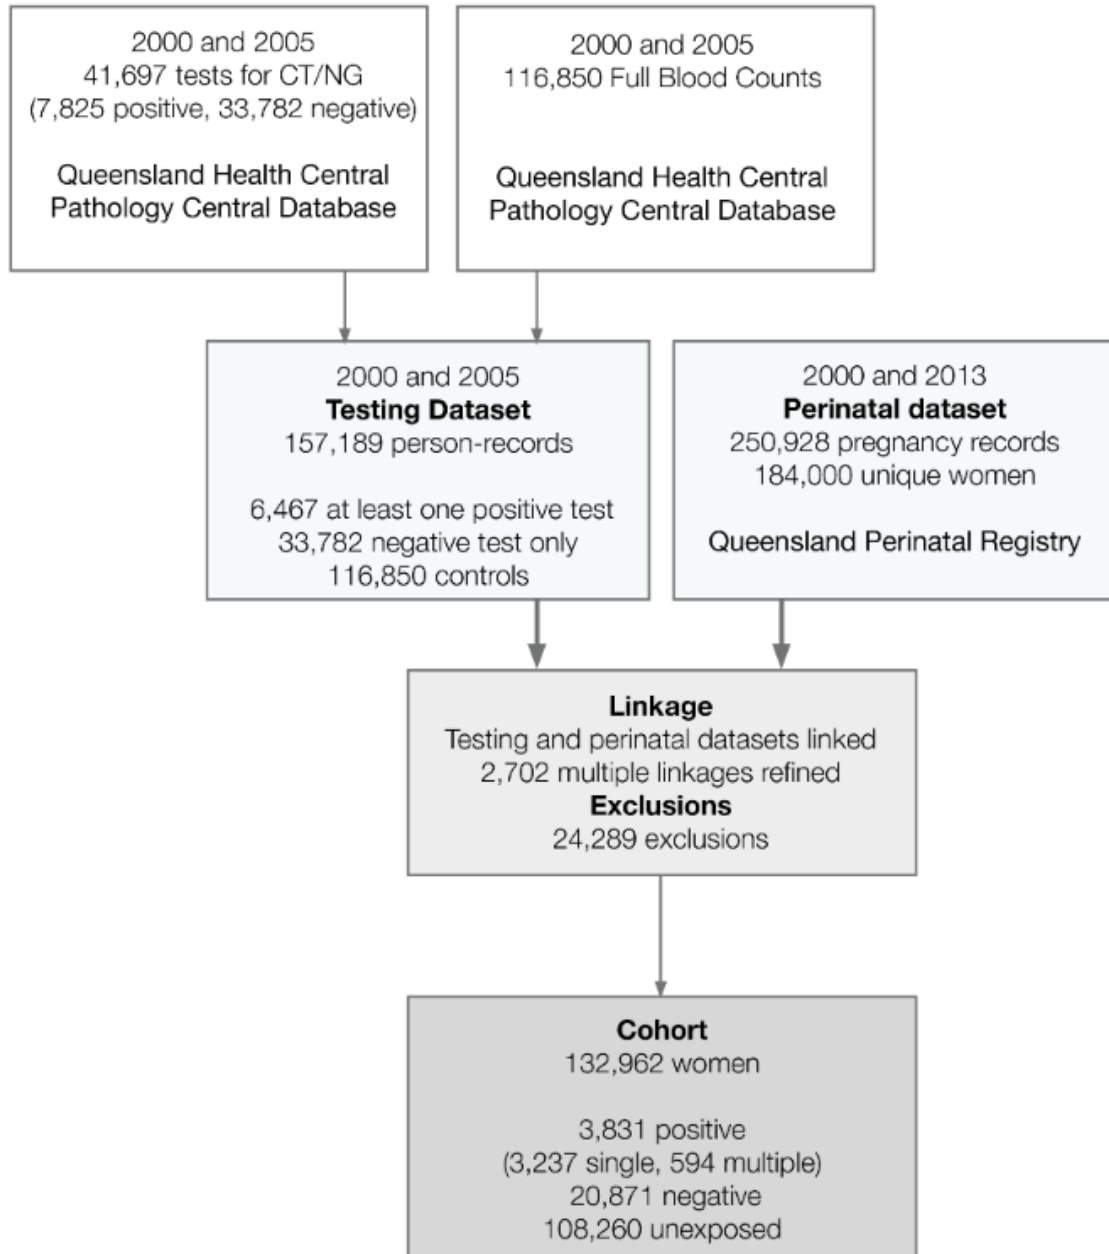 2000 and 2005
41,697 tests for CT/NG
(7,825 positive, 33,782 negative)
Queensland Health Central
Pathology Central Database
2000 and 2005
116,850 Full Blood Counts
Queensland Health Central
Pathology Central Database
2000 and 2005
Testing Dataset
157,189 person-records
6,467 at least one positive test
33,782 negative test only
116,850 controls
2000 and 2013
Perinatal dataset
250,928 pregnancy records
184,000 unique women
Queensland Perinatal Registry
Linkage
Testing and perinatal datasets linked
2,702 multiple linkages refined
Exclusions
24,289 exclusions
Cohort
132,962 women
3,831 positive
(3,237 single, 594 multiple)
20,871 negative
108,260 unexposed